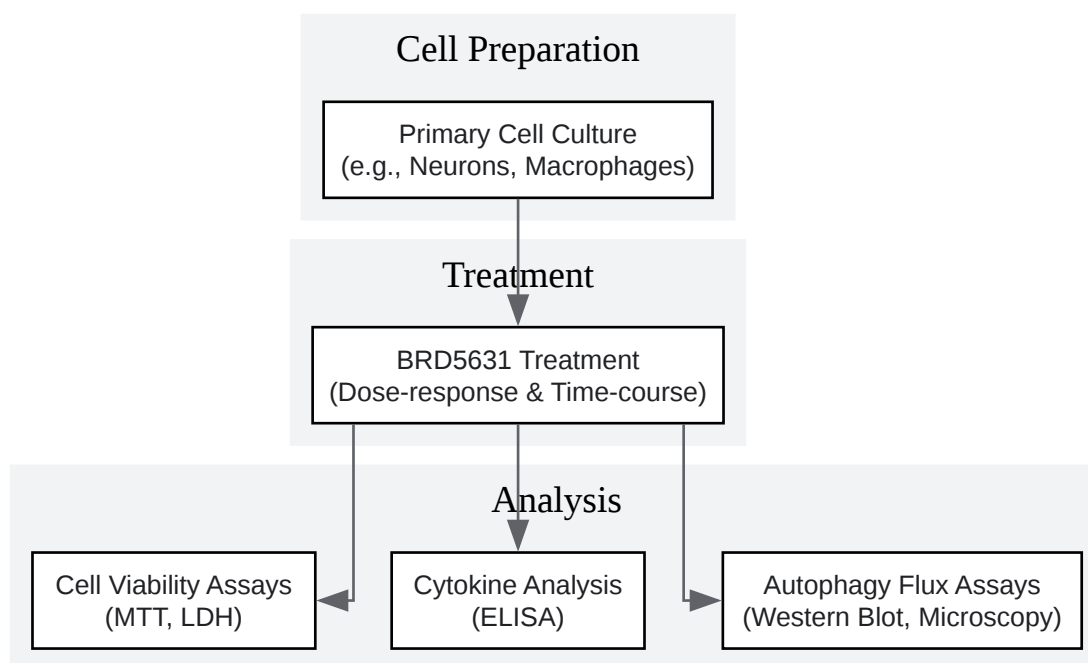 Cell Preparation
Primary Cell Culture
(e.g., Neurons, Macrophages)
Treatment
BRD5631 Treatment
(Dose-response & Time-course)
Analysis
Cell Viability Assays
(MTT, LDH)
Cytokine Analysis
(ELISA)
Autophagy Flux Assays
(Western Blot, Microscopy)